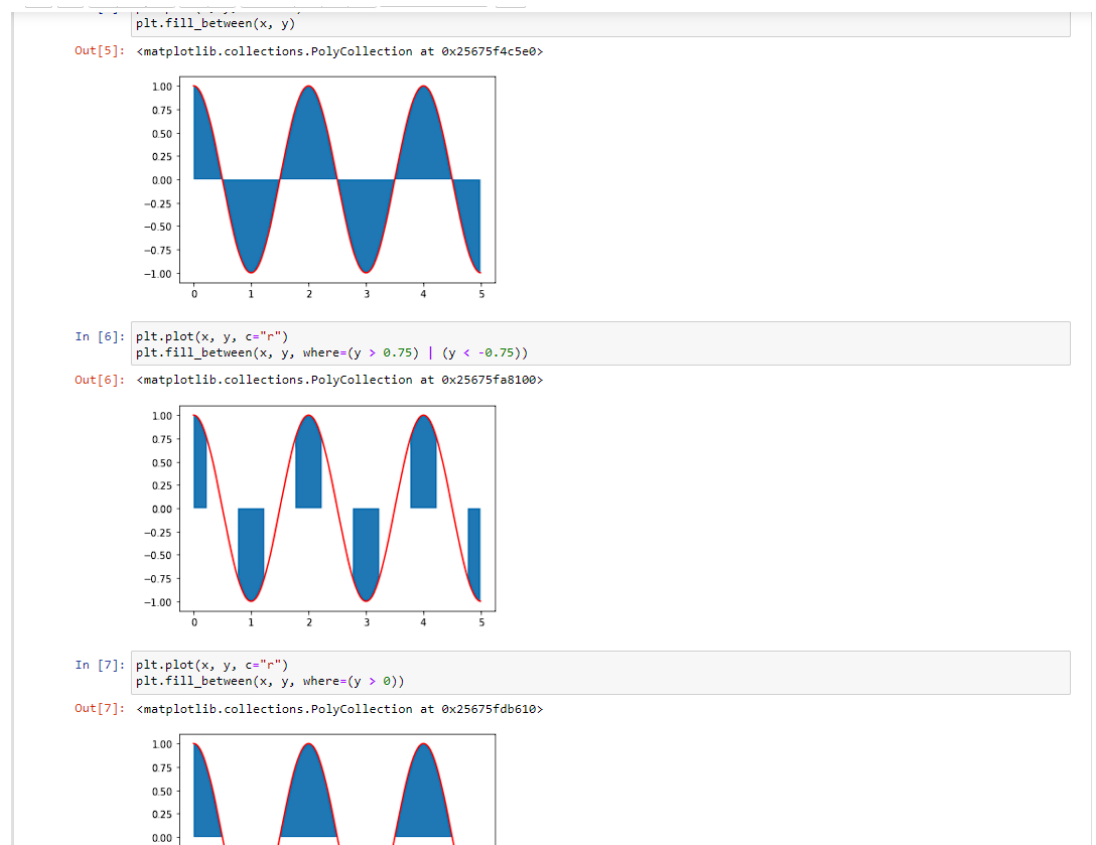 plt.fill_between(x, y)
Out[5]: <matplotlib.collections.PolyCollection at 0x25675f4c5e0>
1.00
0.75
0.50
0.25
0.00
−0.25
−0.50
−0.75
−1.00
0 1 2 3 4 5
In [6]: plt.plot(x, y, c="r")
plt.fill_between(x, y, where=(y > 0.75) | (y < -0.75))
Out[6]: <matplotlib.collections.PolyCollection at 0x25675fa8100>
1.00
0.75
0.50
0.25
0.00
−0.25
−0.50
−0.75
−1.00
0 1 2 3 4 5
In [7]: plt.plot(x, y, c="r")
plt.fill_between(x, y, where=(y > 0))
Out[7]: <matplotlib.collections.PolyCollection at 0x25675fdb610>
1.00
0.75
0.50
0.25
0.00